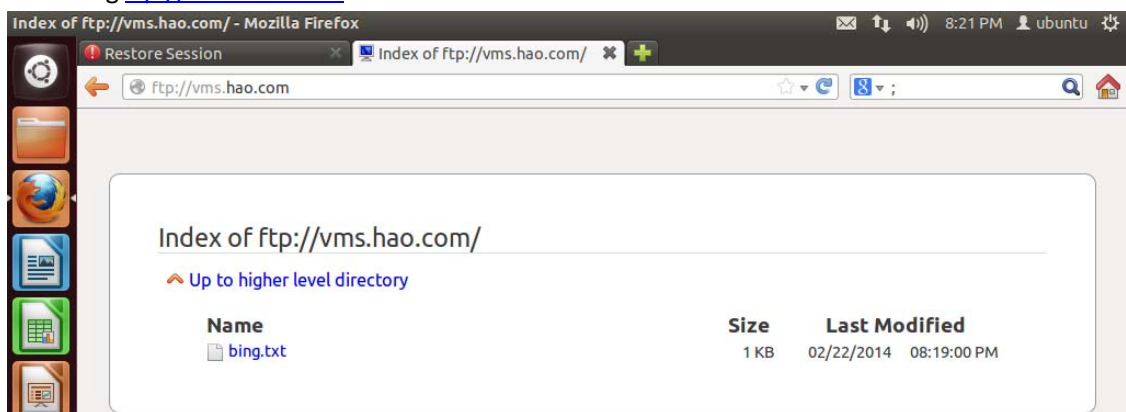 Index of ftp://vms.hao.com/ - Mozilla Firefox 8:21 PM ubuntu
Restore Session Index of ftp://vms.hao.com/
ftp://vms.hao.com 8 ;
Index of ftp://vms.hao.com/
Up to higher level directory
Name Size Last Modified
bing.txt 1 KB 02/22/2014 08:19:00 PM